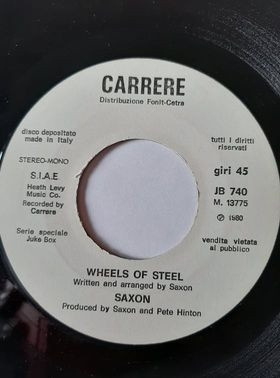 CARRERE
Distribuzione Fonit-Cetra
disco depositato
made in Italy
tutti i diritti
riservati
STEREO-MONO
S.I.A.E
Heath Levy
Music Co.
Recorded by
Carrere
giri 45
JB 740
M. 13775
℗ 1980
Serie speciale
Juke Box
vendita vietata
al pubblico
WHEELS OF STEEL
Written and arranged by Saxon
SAXON
Produced by Saxon and Pete Hinton